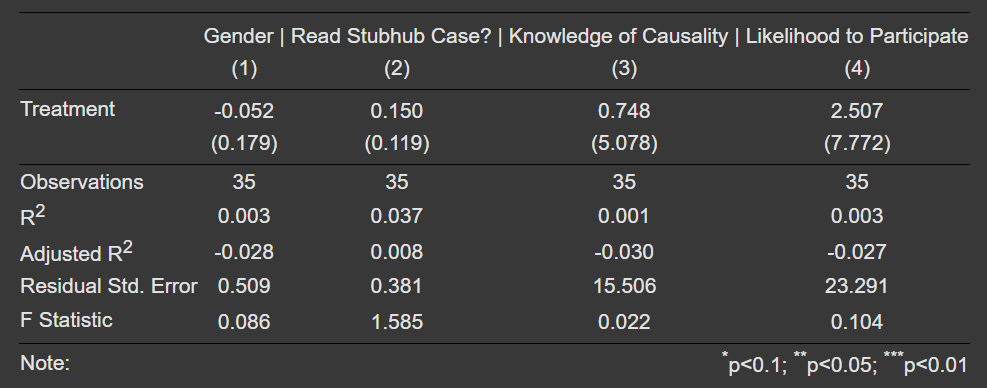 Gender | Read Stubhub Case? | Knowledge of Causality | Likelihood to Participate
(1) (2) (3) (4)
Treatment -0.052 0.150 0.748 2.507
(0.179) (0.119) (5.078) (7.772)
Observations 35 35 35 35
R2 0.003 0.037 0.001 0.003
Adjusted R2 -0.028 0.008 -0.030 -0.027
Residual Std. Error 0.509 0.381 15.506 23.291
F Statistic 0.086 1.585 0.022 0.104
Note: *p<0.1; **p<0.05; ***p<0.01